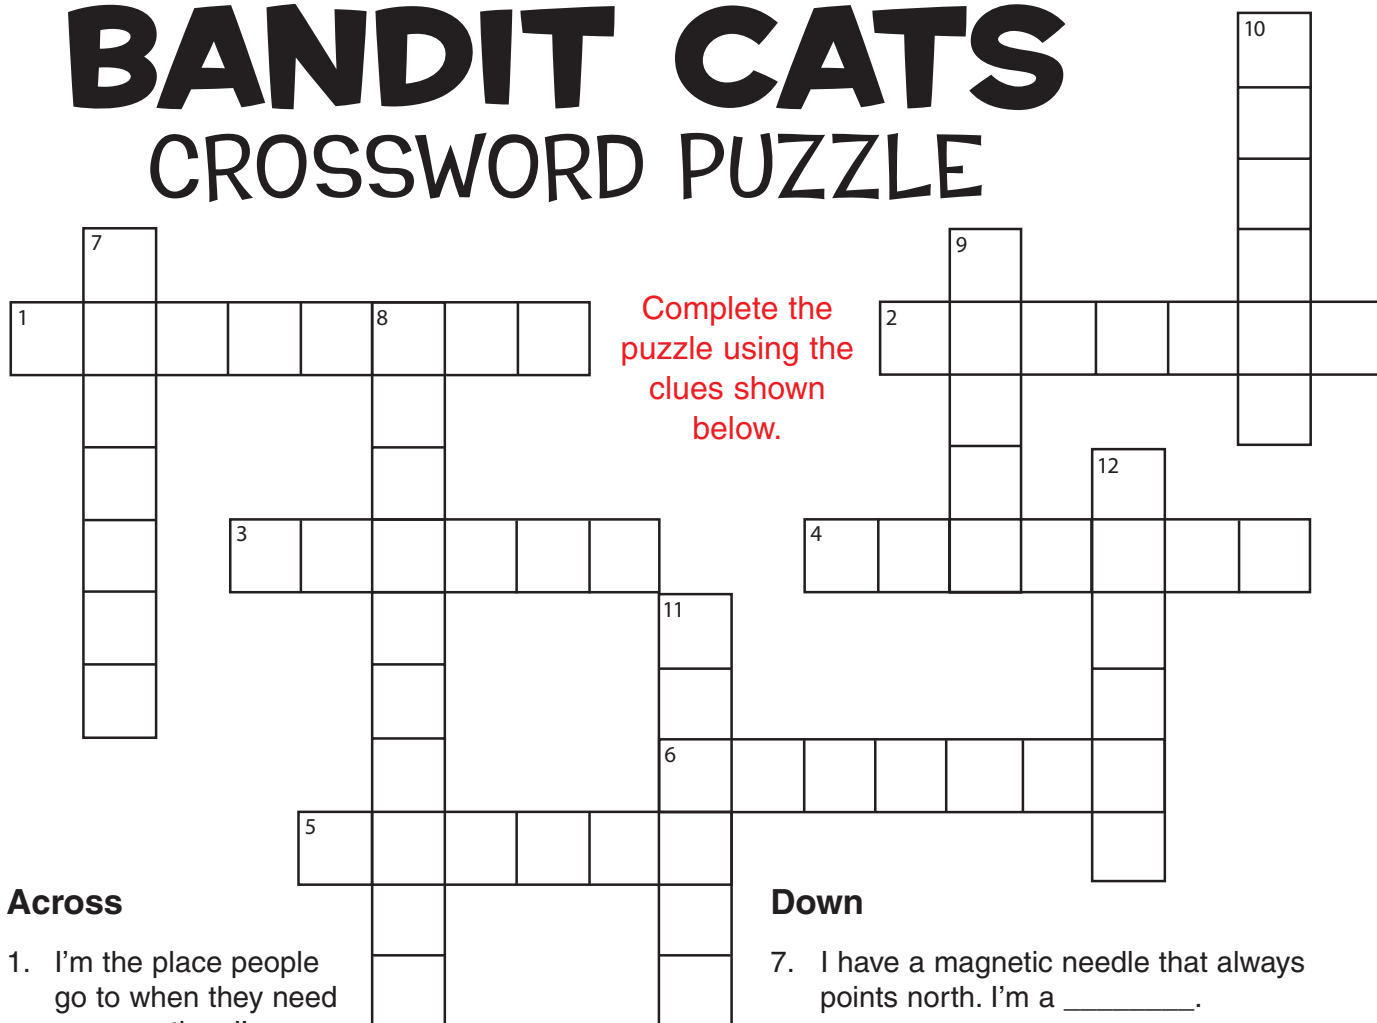 BANDIT CATS
CROSSWORD PUZZLE
10
7
9
1
8
2
Complete the
puzzle using the
clues shown
below.
12
3
4
11
6
5
Across
Down
1. I’m the place people
go to when they need
7. I have a magnetic needle that always
points north. I’m a ________.